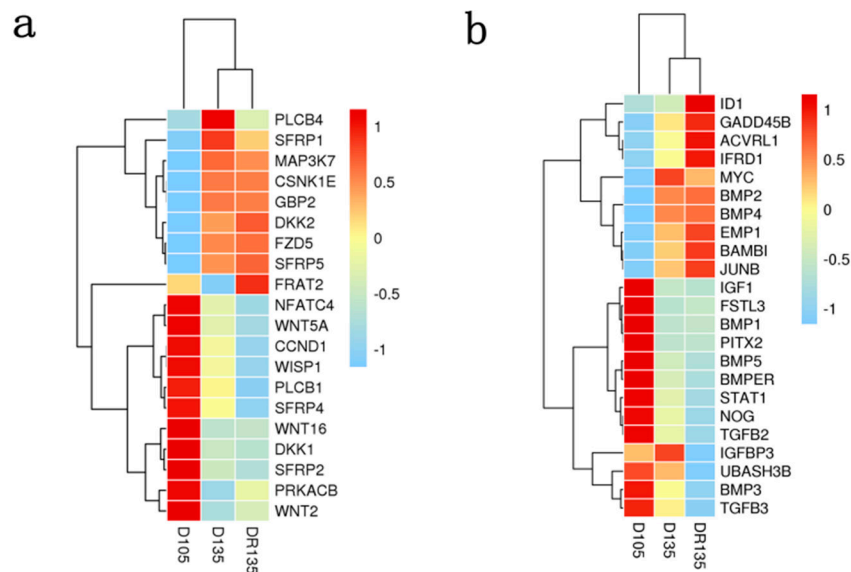 a
PLCB4
SFRP1
MAP3K7
CSNK1E
GBP2
DKK2
FZD5
SFRP5
FRAT2
NFATC4
WNT5A
CCND1
WISP1
PLCB1
SFRP4
WNT16
DKK1
SFRP2
PRKACB
WNT2
1
0.5
0
-0.5
-1
D105
D135
DR135
b
ID1
GADD45B
ACVRL1
IFRD1
MYC
BMP2
BMP4
EMP1
BAMBI
JUNB
IGF1
FSTL3
BMP1
PITX2
BMP5
BMPER
STAT1
NOG
TGFB2
IGFBP3
UBASH3B
BMP3
TGFB3
1
0.5
0
-0.5
-1
D105
D135
DR135